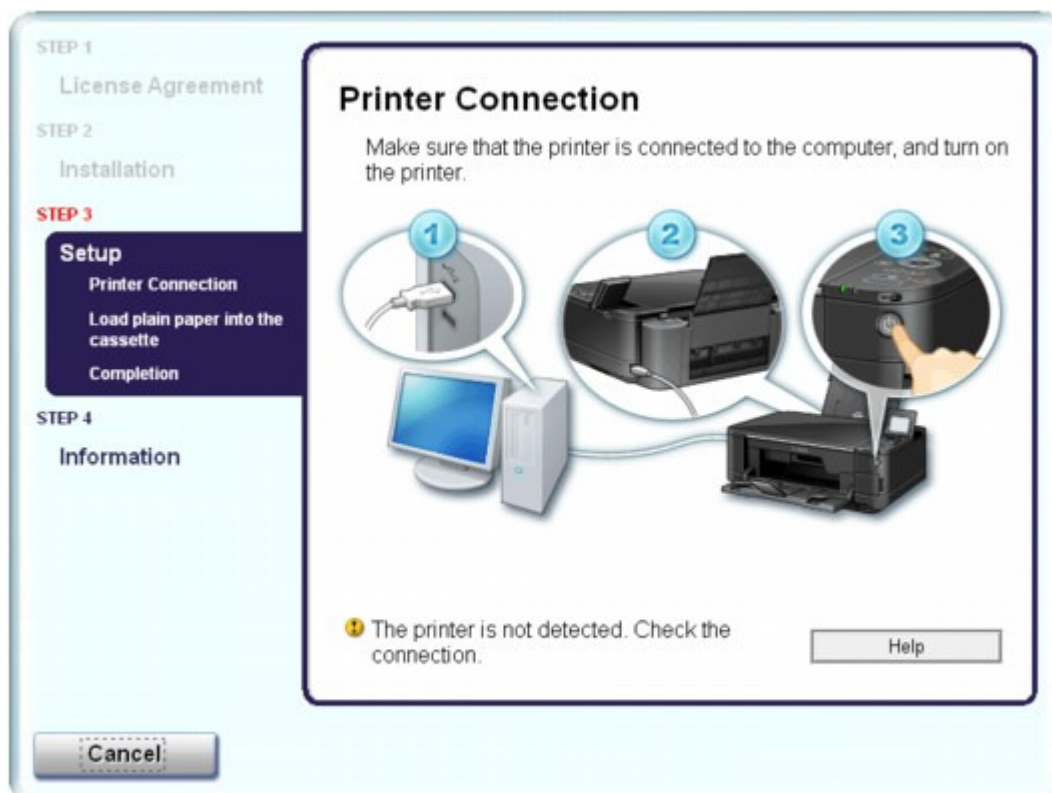 STEP 1
License Agreement
STEP 2
Installation
STEP 3
Setup
Printer Connection
Load plain paper into the
cassette
Completion
STEP 4
Information
Printer Connection
Make sure that the printer is connected to the computer, and turn on
the printer.
1
2
3
The printer is not detected. Check the
connection.
Help
Cancel